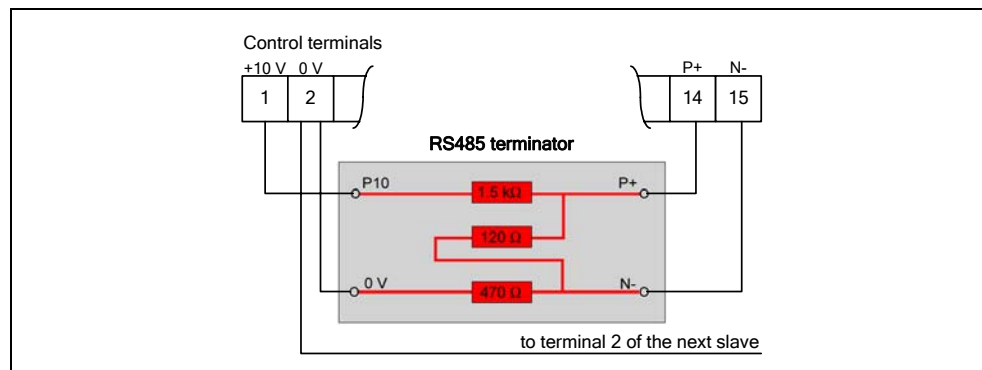 Control terminals
+10 V 0 V P+ N-
1 2 14 15
RS485 terminator
P10 1.5 kΩ P+
120 Ω
0 V 470 Ω N-
to terminal 2 of the next slave